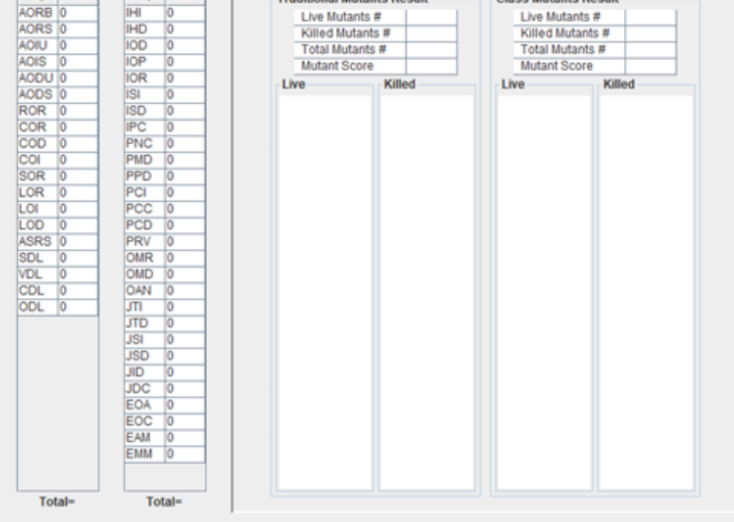 Traditional Mutants Result
Class Mutants Result
AORB 0
AORS 0
AOIU 0
AOIS 0
AODU 0
AODS 0
ROR 0
COR 0
COD 0
COI 0
SOR 0
LOR 0
LOI 0
LOD 0
ASRS 0
SDL 0
VDL 0
CDL 0
ODL 0
Total=
IHI 0
IHD 0
IOD 0
IOP 0
IOR 0
ISI 0
ISD 0
IPC 0
PNC 0
PMD 0
PPD 0
PCI 0
PCC 0
PCD 0
PRV 0
OMR 0
OMD 0
OAN 0
JTI 0
JTD 0
JSI 0
JSD 0
JID 0
JDC 0
EOA 0
EOC 0
EAM 0
EMM 0
Total=
Live Mutants #
Killed Mutants #
Total Mutants #
Mutant Score
Live Killed
Live Mutants #
Killed Mutants #
Total Mutants #
Mutant Score
Live Killed